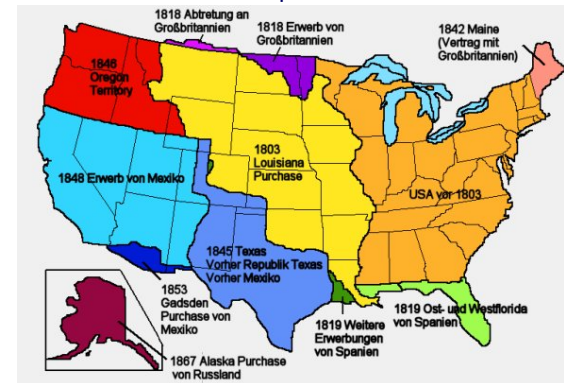 1818 Abtretung an
Großbritannien
1818 Erwerb von
Großbritannien
1842 Maine
(Vertrag mit
Großbritannien)
1846
Oregon
Territory
1803
Louisiana
Purchase
1848 Erwerb von Mexiko
USA vor 1803
1845 Texas
Vorher Republik Texas
Vorher Mexiko
1853
Gadsden
Purchase von
Mexiko
1819 Weitere
Erwerbungen
von Spanien
1819 Ost- und Westflorida
von Spanien
1867 Alaska Purchase
von Russland